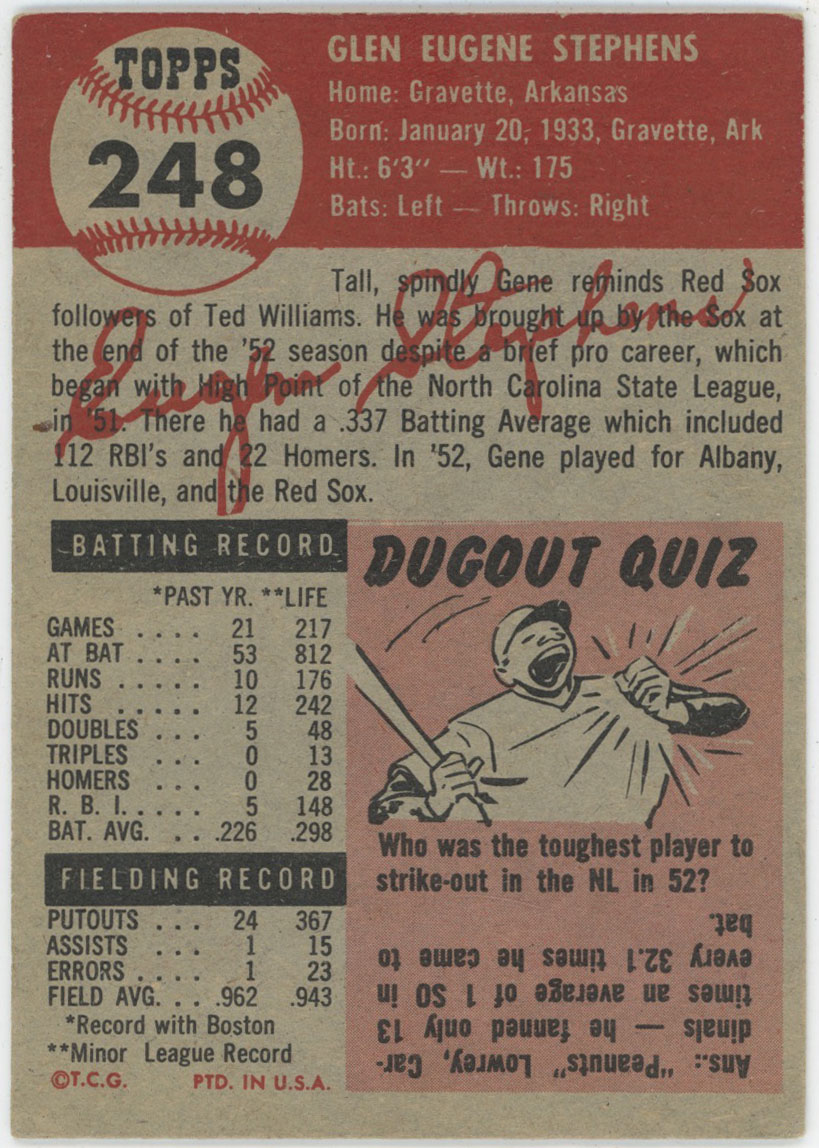 TOPPS
248
GLEN EUGENE STEPHENS
Home: Gravette, Arkansas
Born: January 20, 1933, Gravette, Ark
Ht.: 6'3" — Wt.: 175
Bats: Left — Throws: Right
Tall, spindly Gene reminds Red Sox
followers of Ted Williams. He was brought up by the Sox at
the end of the '52 season despite a brief pro career, which
began with High Point of the North Carolina State League,
in '51. There he had a .337 Batting Average which included
112 RBI's and 22 Homers. In '52, Gene played for Albany,
Louisville, and the Red Sox.
Eugene Stephens
BATTING RECORD
*PAST YR. **LIFE
GAMES .... 21 217
AT BAT .... 53 812
RUNS ..... 10 176
HITS ..... 12 242
DOUBLES .. 5 48
TRIPLES .. 0 13
HOMERS .. 0 28
R. B. I..... 5 148
BAT. AVG. ... .226 .298
FIELDING RECORD
PUTOUTS ... 24 367
ASSISTS ... 1 15
ERRORS .... 1 23
FIELD AVG. ... .962 .943
*Record with Boston
**Minor League Record
©T.C.G. PTD. IN U.S.A.
DUGOUT QUIZ
Who was the toughest player to
strike-out in the NL in 52?
Ans.: "Peanuts" Lowrey, Car-
dinals — he fanned only 13
times an average of 1 SO in
every 32.1 times he came to
bat.